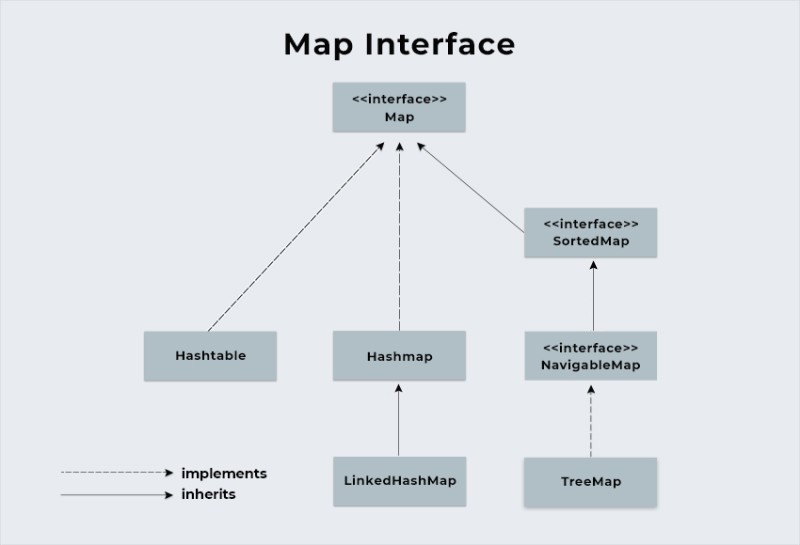 Map Interface
<<interface>>
Map
<<interface>>
SortedMap
Hashtable
Hashmap
<<interface>>
NavigableMap
LinkedHashMap
TreeMap
implements
inherits